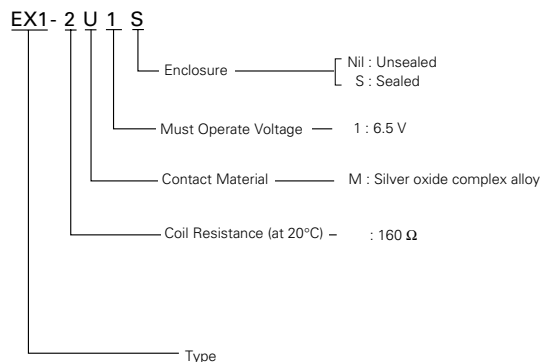 EX1- 2 U 1 S
Enclosure
Nil : Unsealed
S : Sealed
Must Operate Voltage
1 : 6.5 V
Contact Material
M : Silver oxide complex alloy
Coil Resistance (at 20°C)
: 160 Ω
Type